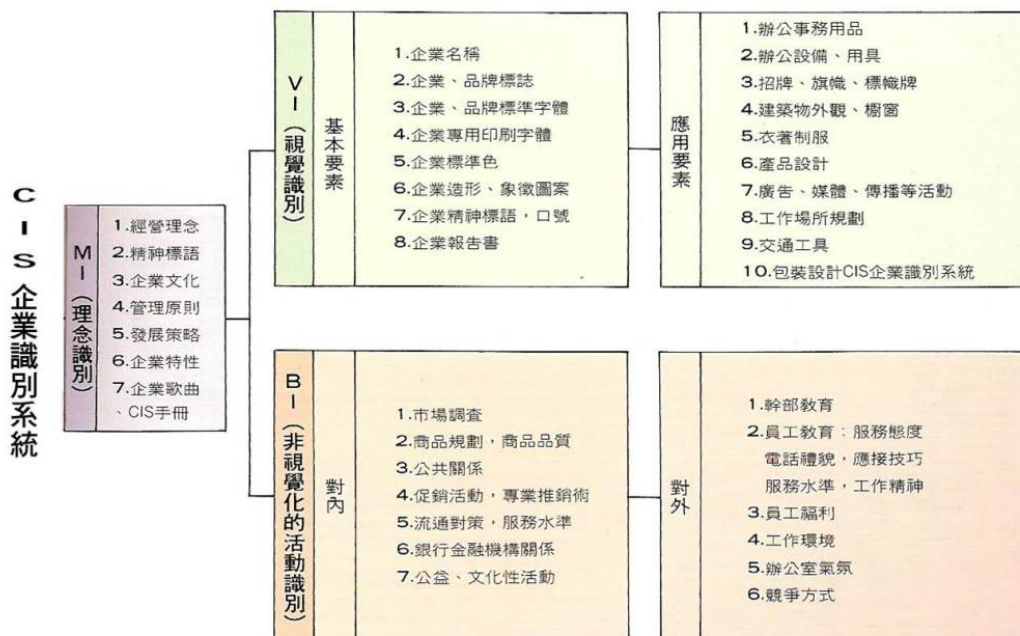 CIS企業識別系統
MI（理念識別）
1.經營理念
2.精神標語
3.企業文化
4.管理原則
5.發展策略
6.企業特性
7.企業歌曲
、CIS手冊
VI（視覺識別）
基本要素
1.企業名稱
2.企業、品牌標誌
3.企業、品牌標準字體
4.企業專用印刷字體
5.企業標準色
6.企業造形、象徵圖案
7.企業精神標語，口號
8.企業報告書
應用要素
1.辦公事務用品
2.辦公設備、用具
3.招牌、旗幟、標幟牌
4.建築物外觀、櫥窗
5.衣著制服
6.產品設計
7.廣告、媒體、傳播等活動
8.工作場所規劃
9.交通工具
10.包裝設計CIS企業識別系統
BI（非視覺化的活動識別）
對內
1.市場調查
2.商品規劃，商品品質
3.公共關係
4.促銷活動，專業推銷術
5.流通對策，服務水準
6.銀行金融機構關係
7.公益、文化性活動
對外
1.幹部教育
2.員工教育：服務態度
電話禮貌，應接技巧
服務水準，工作精神
3.員工福利
4.工作環境
5.辦公室氣氛
6.競爭方式